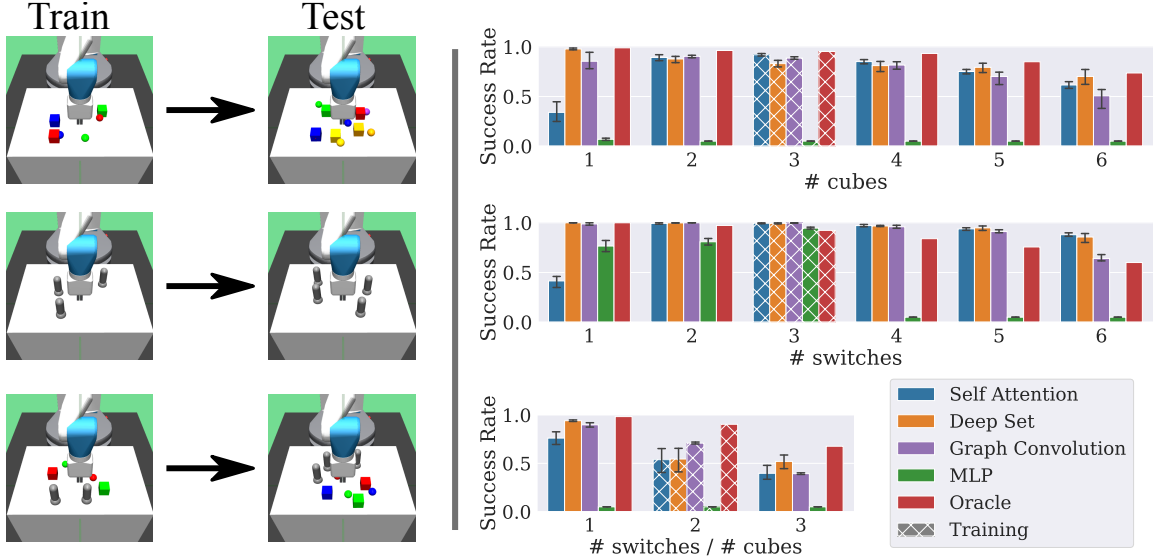 Train
Test
Success Rate
1.0
0.5
0.0
1 2 3 4 5 6
# cubes
Success Rate
1.0
0.5
0.0
1 2 3 4 5 6
# switches
Success Rate
1.0
0.5
0.0
1 2 3
# switches / # cubes
Self Attention
Deep Set
Graph Convolution
MLP
Oracle
Training